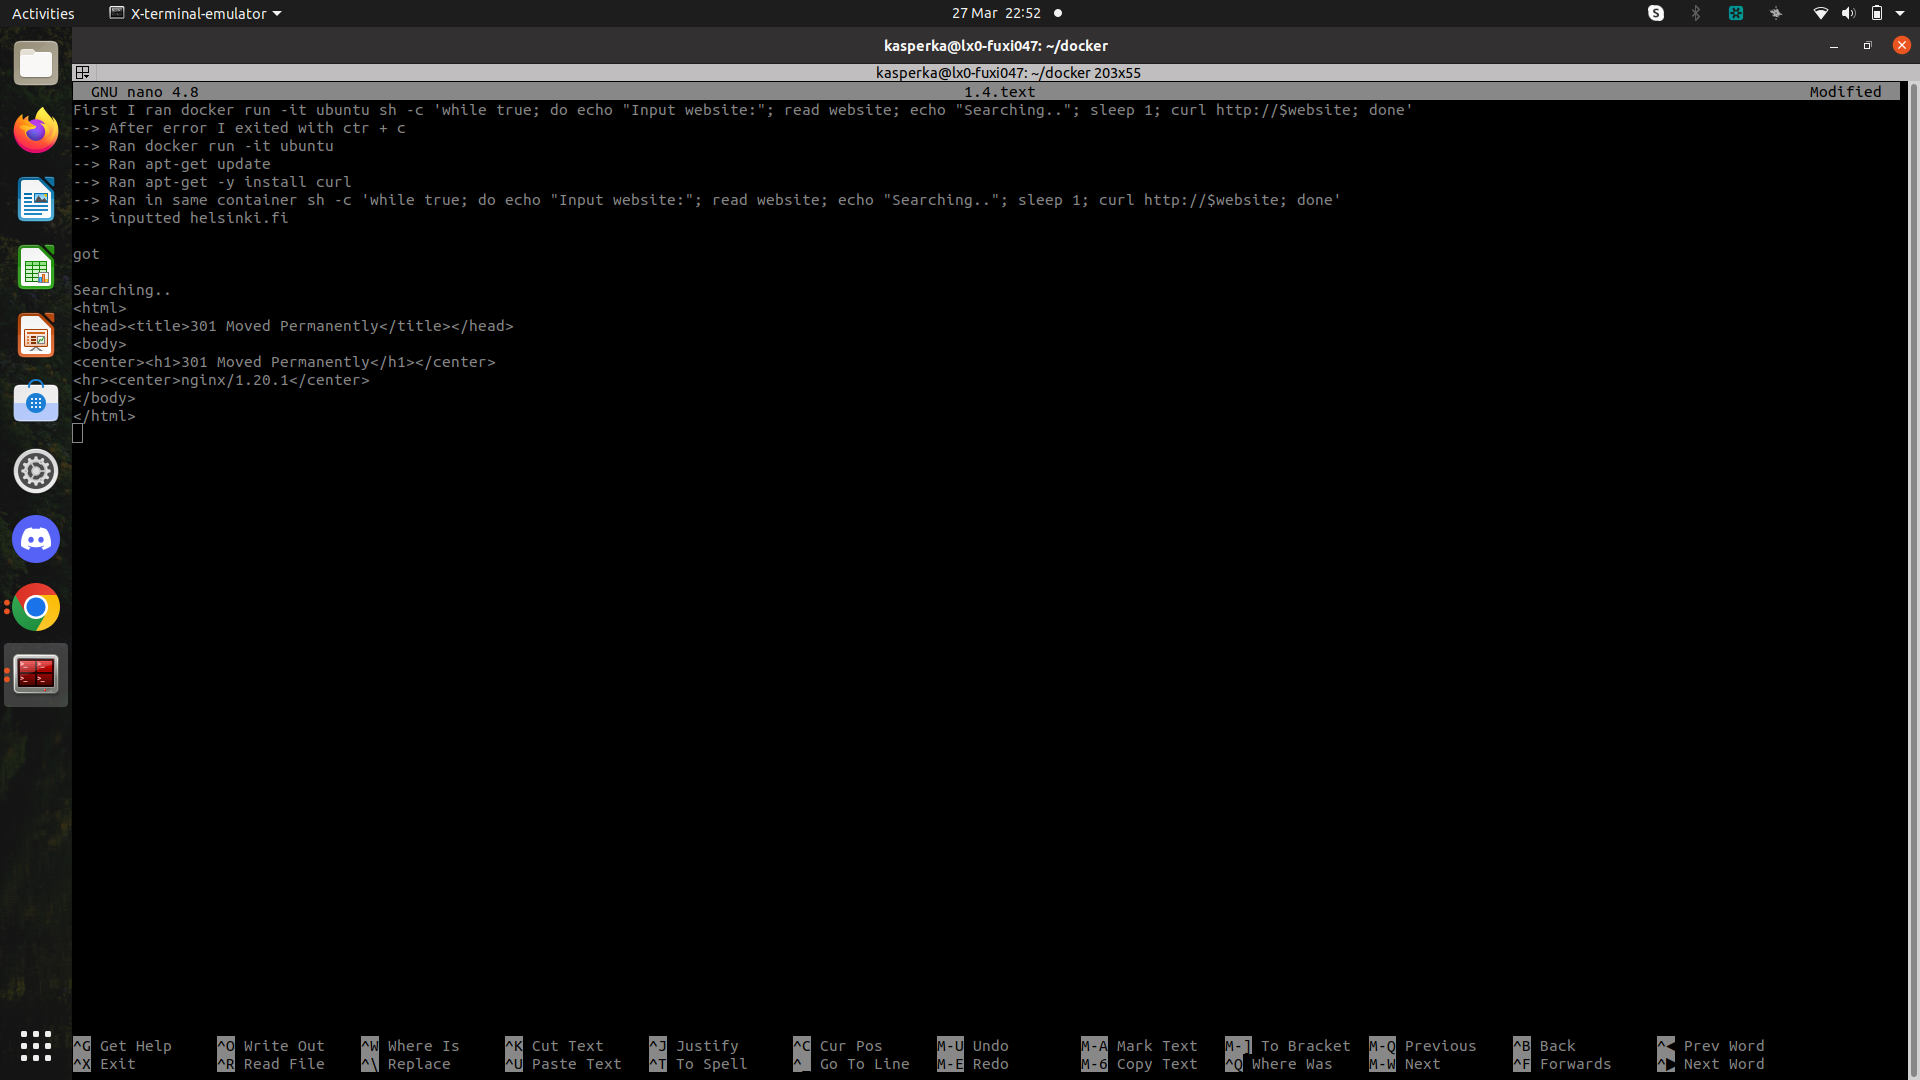 Activities X-terminal-emulator 27 Mar 22:52
kasperka@lx0-fuxi047: ~/docker
kasperka@lx0-fuxi047: ~/docker 203x55
GNU nano 4.8 1.4.text Modified
First I ran docker run -it ubuntu sh -c 'while true; do echo "Input website:"; read website; echo "Searching.."; sleep 1; curl http://$website; done'
--> After error I exited with ctr + c
--> Ran docker run -it ubuntu
--> Ran apt-get update
--> Ran apt-get -y install curl
--> Ran in same container sh -c 'while true; do echo "Input website:"; read website; echo "Searching.."; sleep 1; curl http://$website; done'
--> inputted helsinki.fi
got
Searching..
<html>
<head><title>301 Moved Permanently</title></head>
<body>
<center><h1>301 Moved Permanently</h1></center>
<hr><center>nginx/1.20.1</center>
</body>
</html>
^G Get Help ^O Write Out ^W Where Is ^K Cut Text ^J Justify ^C Cur Pos M-U Undo M-A Mark Text M-] To Bracket M-Q Previous ^B Back ^◀ Prev Word
^X Exit ^R Read File ^\ Replace ^U Paste Text ^T To Spell ^_ Go To Line M-E Redo M-6 Copy Text ^Q Where Was M-W Next ^F Forwards ^▶ Next Word